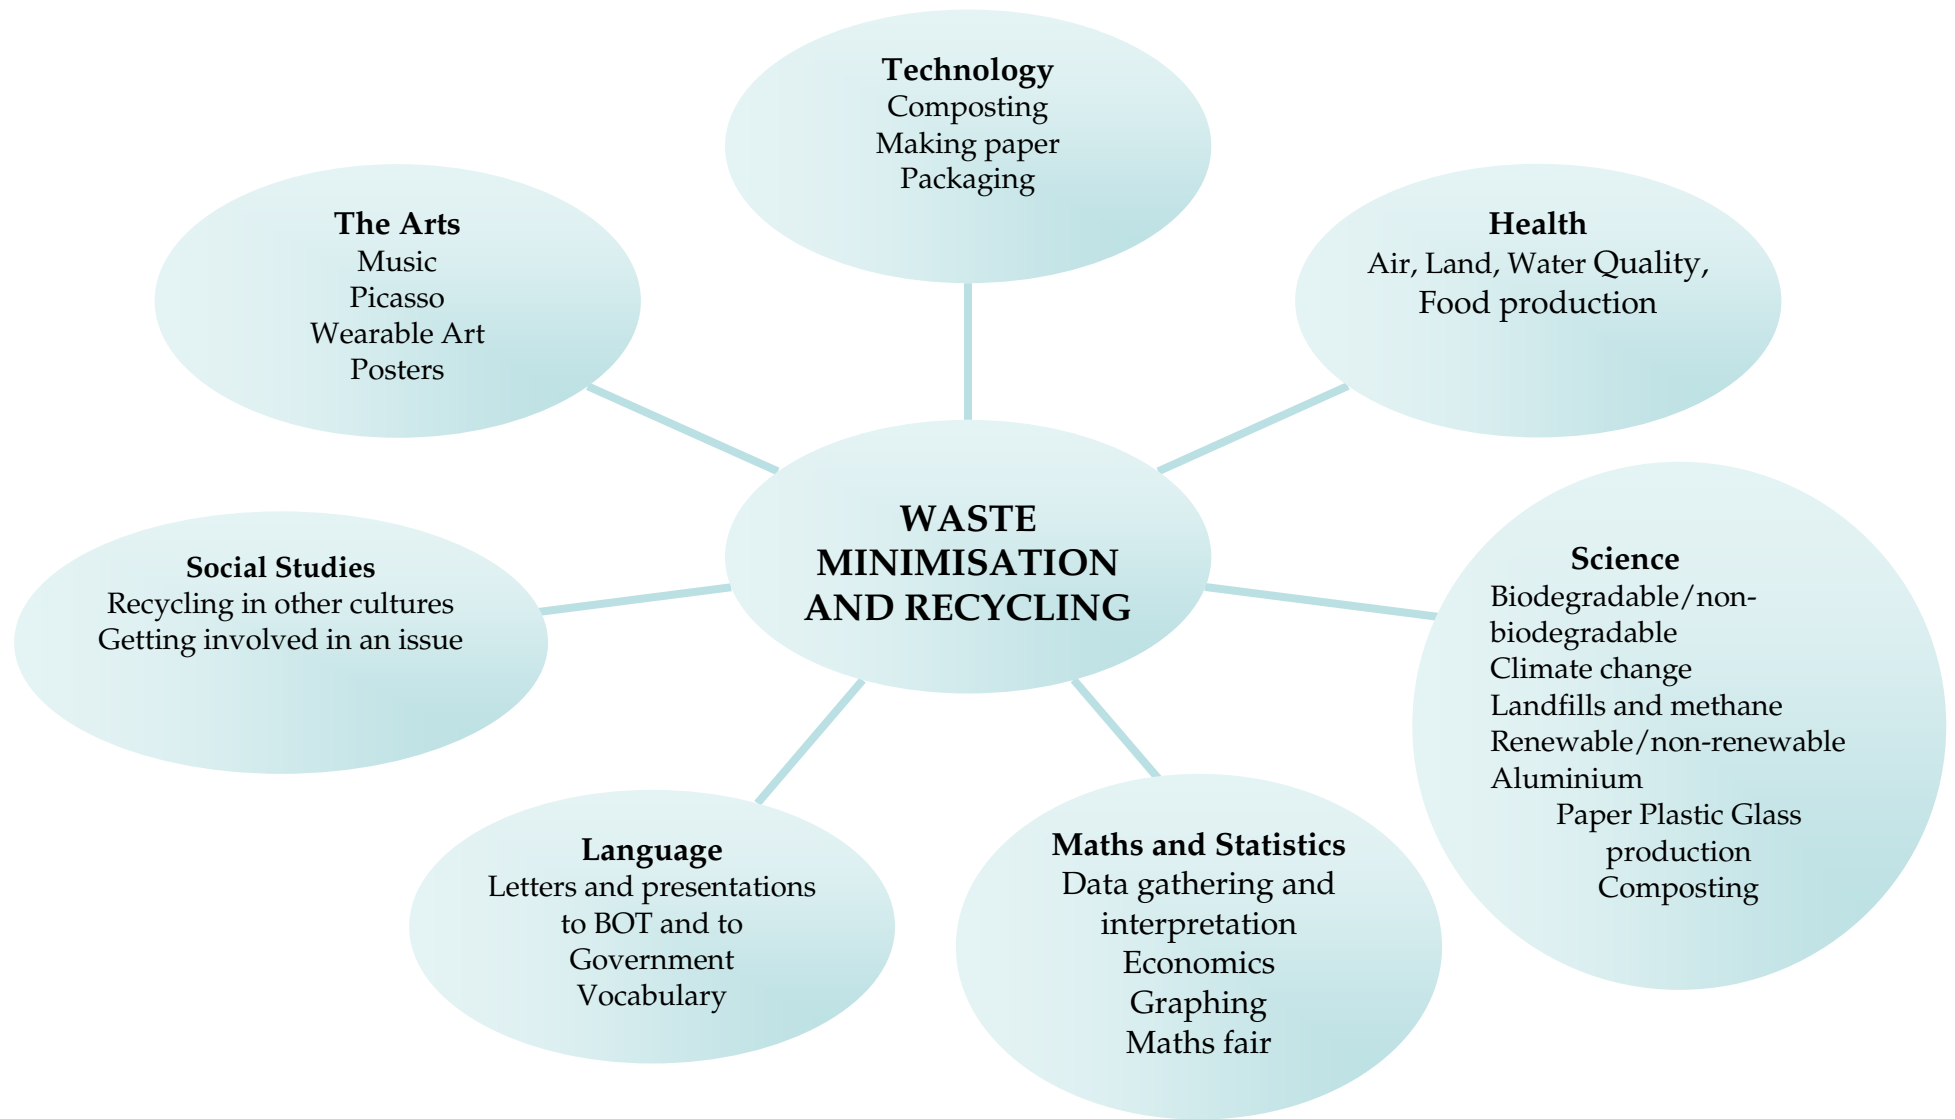 Technology
Composting
Making paper
Packaging
The Arts
Music
Picasso
Wearable Art
Posters
Health
Air, Land, Water Quality,
Food production
WASTE
MINIMISATION
AND RECYCLING
Social Studies
Recycling in other cultures
Getting involved in an issue
Science
Biodegradable/non-
biodegradable
Climate change
Landfills and methane
Renewable/non-renewable
Aluminium
Paper Plastic Glass
production
Composting
Language
Letters and presentations
to BOT and to
Government
Vocabulary
Maths and Statistics
Data gathering and
interpretation
Economics
Graphing
Maths fair